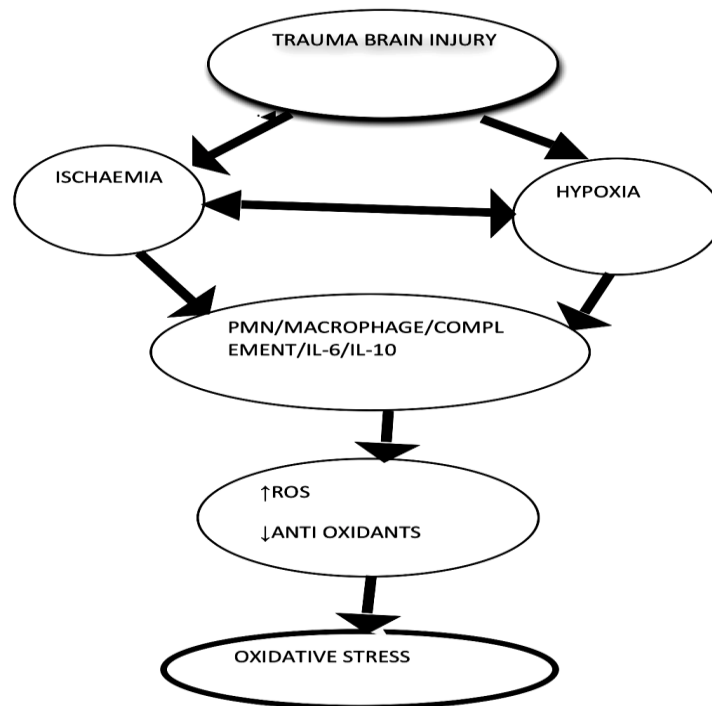 TRAUMA BRAIN INJURY
ISCHAEMIA
HYPOXIA
PMN/MACROPHAGE/COMPL
EMENT/IL-6/IL-10
↑ROS
↓ANTI OXIDANTS
OXIDATIVE STRESS